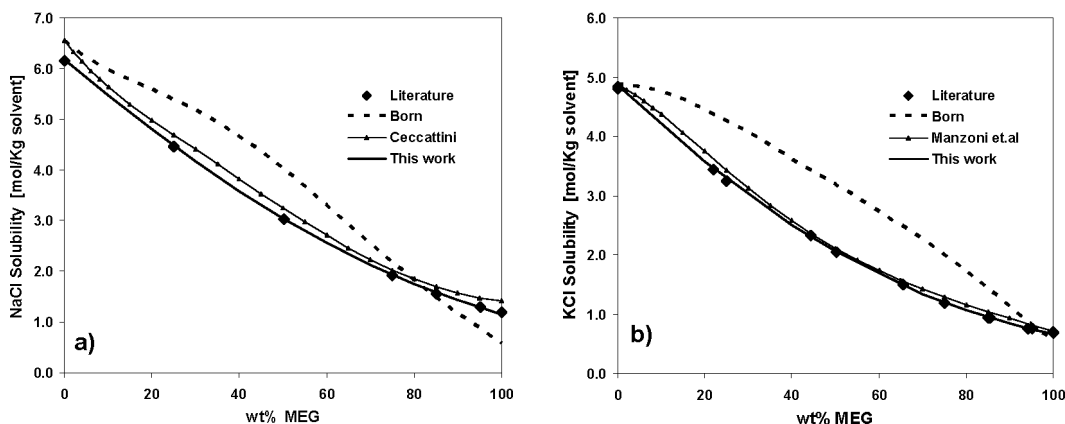 7.0
6.0
5.0
4.0
3.0
2.0
1.0
0.0
NaCl Solubility [mol/Kg solvent]
Literature
Born
Ceccattini
This work
a)
0 20 40 60 80 100
wt% MEG
6.0
5.0
4.0
3.0
2.0
1.0
0.0
KCl Solubility [mol/Kg solvent]
Literature
Born
Manzoni et.al
This work
b)
0 20 40 60 80 100
wt% MEG